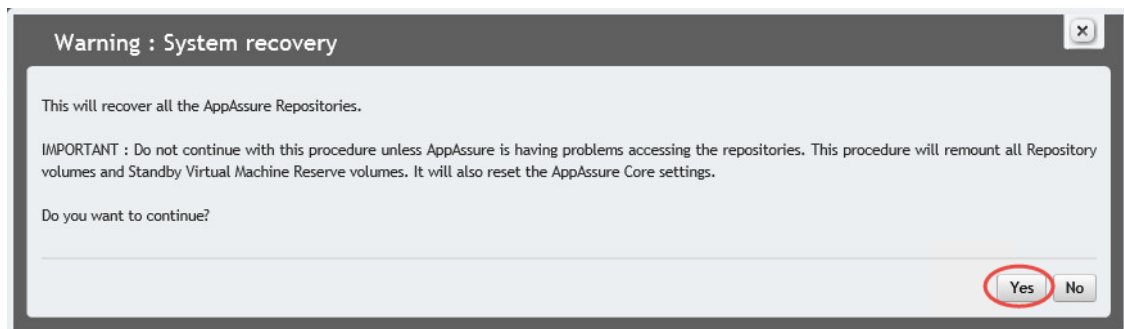 Warning : System recovery
×
This will recover all the AppAssure Repositories.
IMPORTANT : Do not continue with this procedure unless AppAssure is having problems accessing the repositories. This procedure will remount all Repository
volumes and Standby Virtual Machine Reserve volumes. It will also reset the AppAssure Core settings.
Do you want to continue?
Yes No